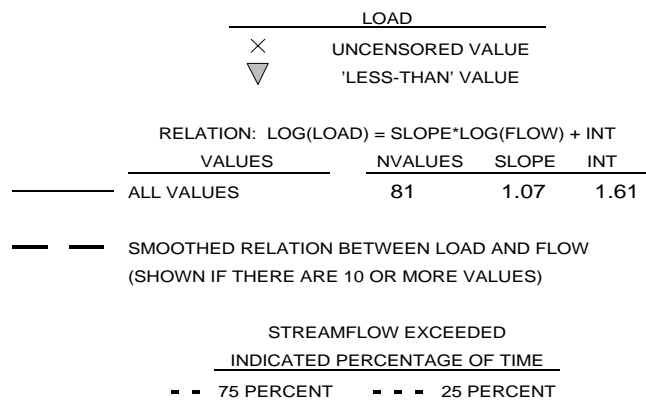 LOAD
UNCENSORED VALUE
'LESS-THAN' VALUE
RELATION: LOG(LOAD) = SLOPE*LOG(FLOW) + INT
VALUES NVALUES SLOPE INT
ALL VALUES 81 1.07 1.61
SMOOTHED RELATION BETWEEN LOAD AND FLOW
(SHOWN IF THERE ARE 10 OR MORE VALUES)
STREAMFLOW EXCEEDED
INDICATED PERCENTAGE OF TIME
75 PERCENT 25 PERCENT